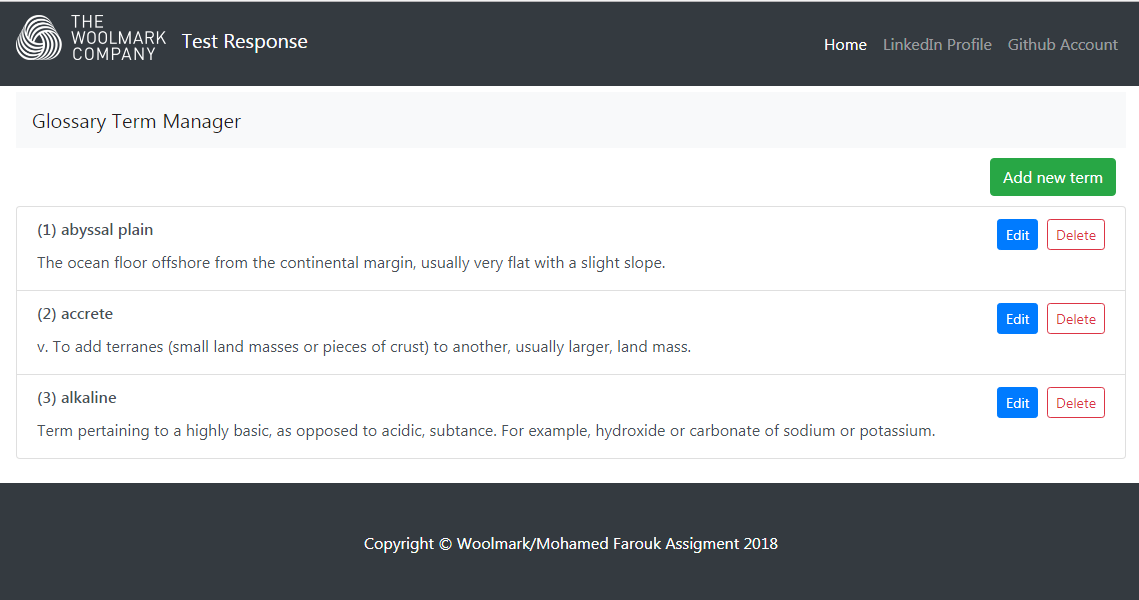 THE
WOOLMARK
COMPANY
Test Response
Home LinkedIn Profile Github Account
Glossary Term Manager
Add new term
(1) abyssal plain
Edit Delete
The ocean floor offshore from the continental margin, usually very flat with a slight slope.
(2) accrete
Edit Delete
v. To add terranes (small land masses or pieces of crust) to another, usually larger, land mass.
(3) alkaline
Edit Delete
Term pertaining to a highly basic, as opposed to acidic, subtance. For example, hydroxide or carbonate of sodium or potassium.
Copyright © Woolmark/Mohamed Farouk Assigment 2018